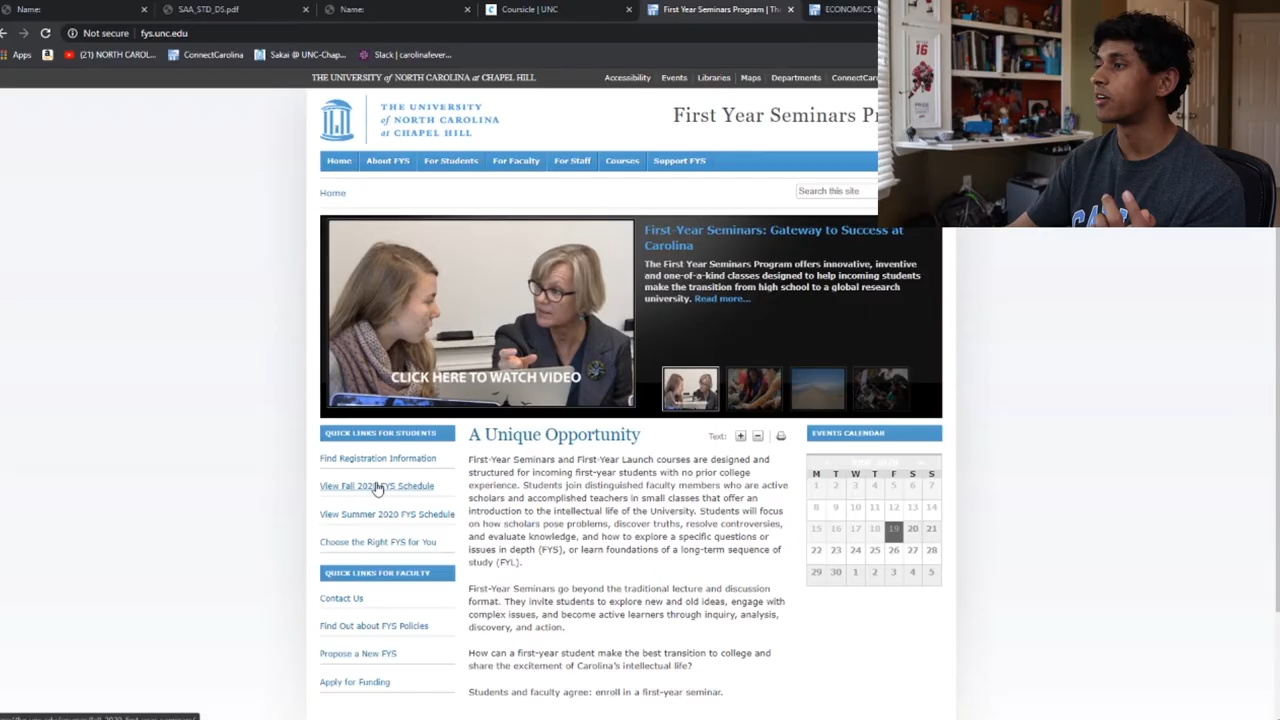 Name:
SAA_STD_D5.pdf
Name:
Coursicle | UNC
First Year Seminars Program | The
ECONOMICS
Not secure | fys.unc.edu
Apps
(21) NORTH CAROL...
ConnectCarolina
Sakai @ UNC-Chap...
Slack | carolinafever...
THE UNIVERSITY OF NORTH CAROLINA AT CHAPEL HILL
Accessibility Events Libraries Maps Departments ConnectCar
THE UNIVERSITY
of NORTH CAROLINA
at CHAPEL HILL
First Year Seminars P
Home About FYS For Students For Faculty For Staff Courses Support FYS
Home
Search this site
16
CLICK HERE TO WATCH VIDEO
First-Year Seminars: Gateway to Success at
Carolina
The First Year Seminars Program offers innovative, inventive
and one-of-a-kind classes designed to help incoming students
make the transition from high school to a global research
university. Read more...
QUICK LINKS FOR STUDENTS
Find Registration Information
View Fall 2020 FYS Schedule
View Summer 2020 FYS Schedule
Choose the Right FYS for You
QUICK LINKS FOR FACULTY
Contact Us
Find Out about FYS Policies
Propose a New FYS
Apply for Funding
A Unique Opportunity
Text: + -
First-Year Seminars and First-Year Launch courses are designed and
structured for incoming first-year students with no prior college
experience. Students join distinguished faculty members who are active
scholars and accomplished teachers in small classes that offer an
introduction to the intellectual life of the University. Students will focus
on how scholars pose problems, discover truths, resolve controversies,
and evaluate knowledge, and how to explore a specific questions or
issues in depth (FYS), or learn foundations of a long-term sequence of
study (FYL).
First-Year Seminars go beyond the traditional lecture and discussion
format. They invite students to explore new and old ideas, engage with
complex issues, and become active learners through inquiry, analysis,
discovery, and action.
How can a first-year student make the best transition to college and
share the excitement of Carolina's intellectual life?
Students and faculty agree: enroll in a first-year seminar.
EVENTS CALENDAR
M T W T F S S
1 2 3 4 5 6 7
8 9 10 11 12 13 14
15 16 17 18 19 20 21
22 23 24 25 26 27 28
29 30 1 2 3 4 5